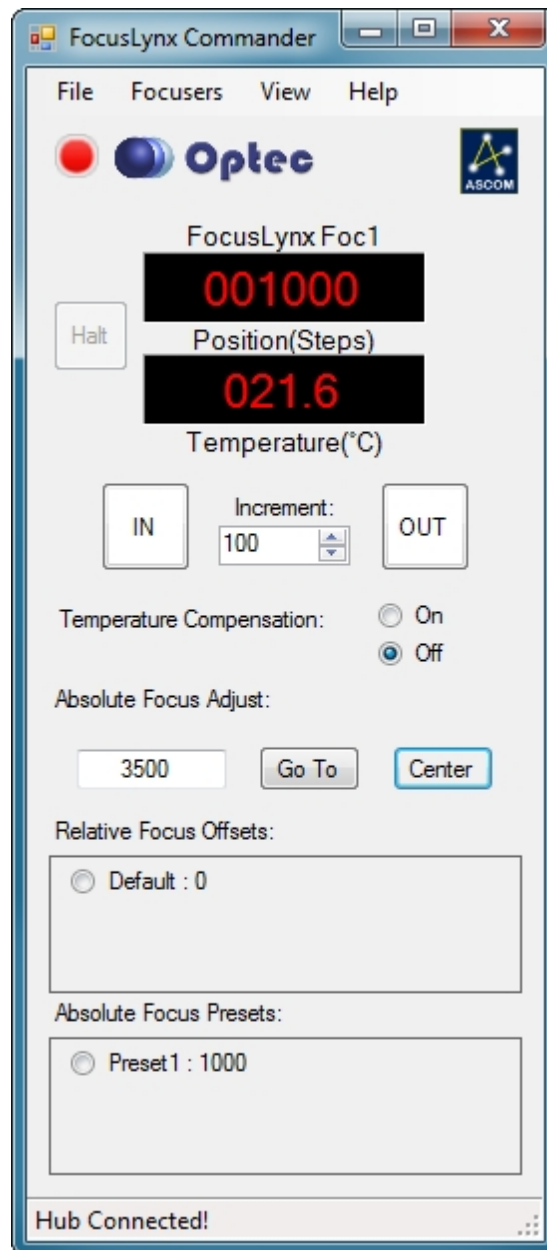 FocusLynx Commander
File Focusers View Help
Optec
ASCOM
FocusLynx Foc1
001000
Halt
Position(Steps)
021.6
Temperature(°C)
IN
Increment:
100
OUT
Temperature Compensation:
On
Off
Absolute Focus Adjust:
3500 Go To Center
Relative Focus Offsets:
Default : 0
Absolute Focus Presets:
Preset1 : 1000
Hub Connected!